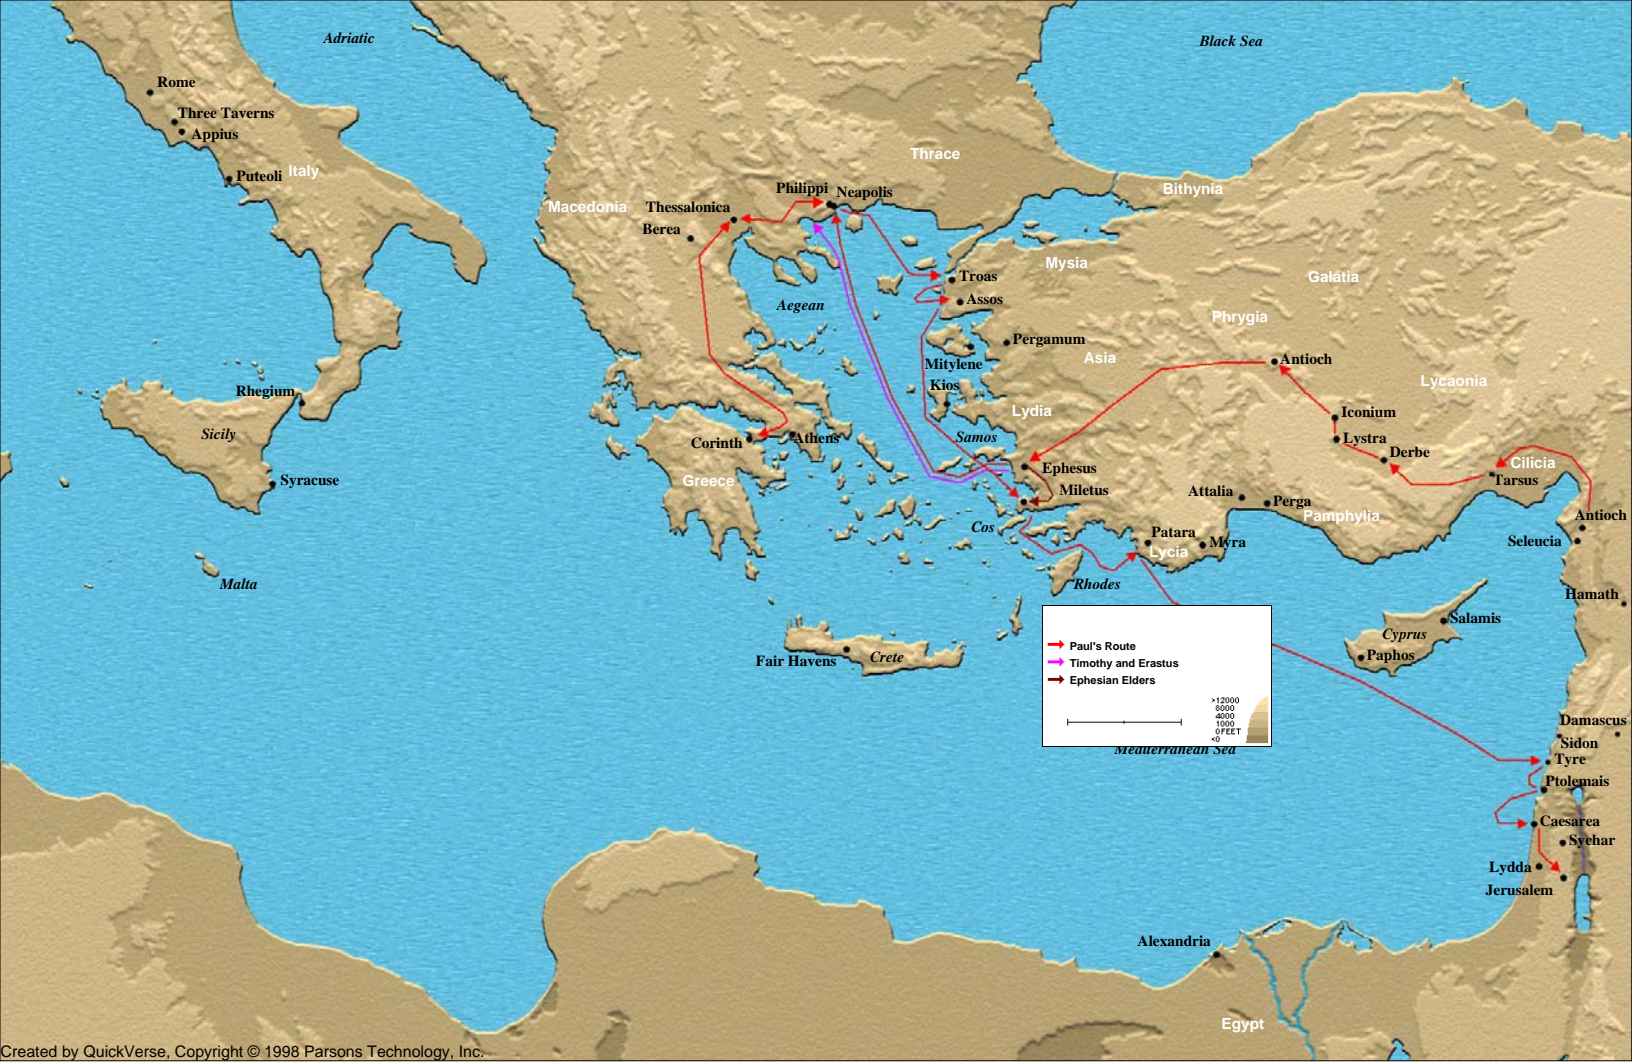 Adriatic
Black Sea
Rome
Three Taverns
Appius
Puteoli
Italy
Thrace
Bithynia
Macedonia
Philippi
Neapolis
Thessalonica
Berea
Mysia
Galatia
Troas
Assos
Aegean
Phrygia
Pergamum
Asia
Antioch
Mitylene
Kios
Lycaonia
Rhegium
Lydia
Iconium
Sicily
Samos
Corinth
Athens
Lystra
Derbe
Cilicia
Ephesus
Tarsus
Syracuse
Greece
Miletus
Attalia
Perga
Pamphylia
Antioch
Cos
Patara
Myra
Seleucia
Lycia
Malta
Rhodes
Hamath
Salamis
Cyprus
Paphos
Fair Havens
Crete
Paul's Route
Timothy and Erastus
Ephesian Elders
>12000
8000
4000
1000
0 FEET
<0
Mediterranean Sea
Damascus
Sidon
Tyre
Ptolemais
Caesarea
Sychar
Lydda
Jerusalem
Alexandria
Egypt
Created by QuickVerse, Copyright © 1998 Parsons Technology, Inc.